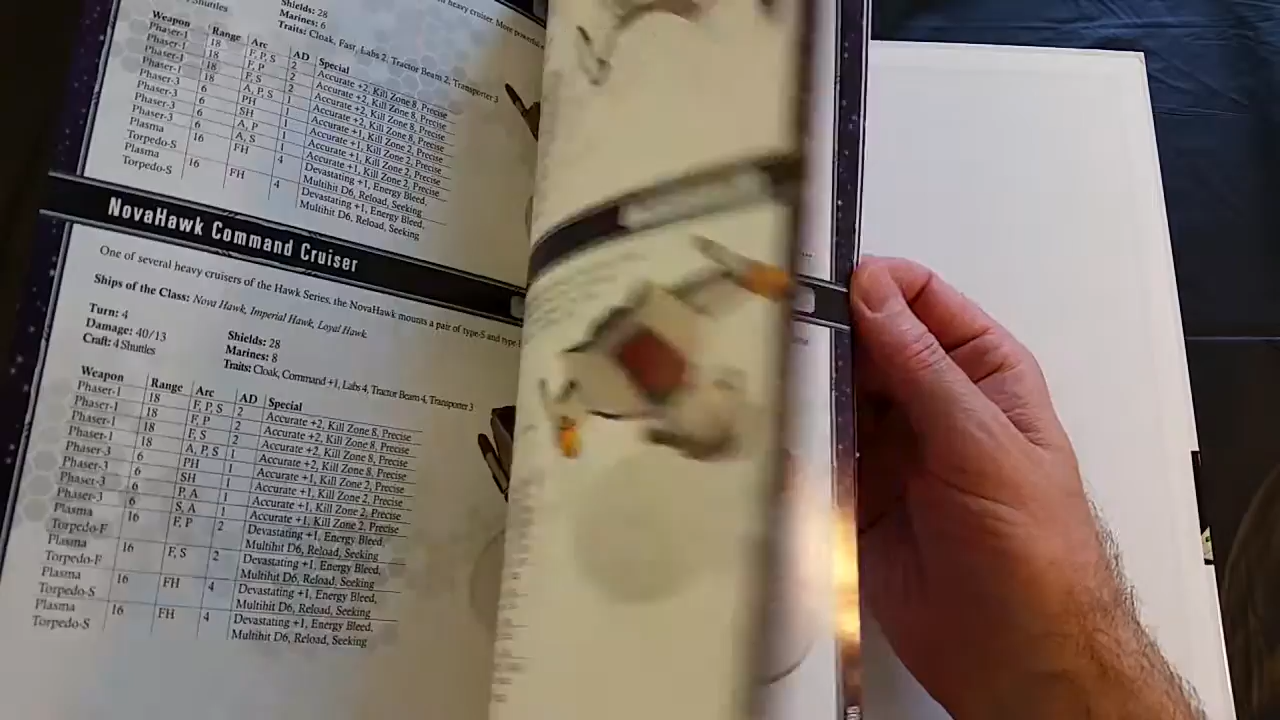 Shuttles
Shields: 28
heavy cruiser. More powerful
Marines: 6
Traits: Cloak, Fast, Labs 2, Tractor Beam 2, Transporter 3
Weapon Range Arc AD Special
Phaser-1 18 F, P, S 2 Accurate +2, Kill Zone 8, Precise
Phaser-1 18 F, P 2 Accurate +2, Kill Zone 8, Precise
Phaser-1 18 F, S 2 Accurate +2, Kill Zone 8, Precise
Phaser-1 18 A, P, S 1 Accurate +2, Kill Zone 8, Precise
Phaser-3 6 PH 1 Accurate +1, Kill Zone 2, Precise
Phaser-3 6 SH 1 Accurate +1, Kill Zone 2, Precise
Phaser-3 6 A, P 1 Accurate +1, Kill Zone 2, Precise
Phaser-3 6 A, S 1 Accurate +1, Kill Zone 2, Precise
Plasma 16 FH 4 Devastating +1, Energy Bleed,
Torpedo-S Multihit D6, Reload, Seeking
Plasma 16 FH 4 Devastating +1, Energy Bleed,
Torpedo-S Multihit D6, Reload, Seeking
NovaHawk Command Cruiser
One of several heavy cruisers of the Hawk Series, the NovaHawk mounts a pair of type-S and type-
Ships of the Class: Nova Hawk, Imperial Hawk, Loyal Hawk.
Turn: 4
Damage: 40/13 Shields: 28
Craft: 4 Shuttles Marines: 8
Traits: Cloak, Command +1, Labs 4, Tractor Beam 4, Transporter 3
Weapon Range Arc AD Special
Phaser-1 18 F, P, S 2 Accurate +2, Kill Zone 8, Precise
Phaser-1 18 F, P 2 Accurate +2, Kill Zone 8, Precise
Phaser-1 18 F, S 2 Accurate +2, Kill Zone 8, Precise
Phaser-1 18 A, P, S 1 Accurate +2, Kill Zone 8, Precise
Phaser-3 6 PH 1 Accurate +1, Kill Zone 2, Precise
Phaser-3 6 SH 1 Accurate +1, Kill Zone 2, Precise
Phaser-3 6 P, A 1 Accurate +1, Kill Zone 2, Precise
Phaser-3 6 S, A 1 Accurate +1, Kill Zone 2, Precise
Plasma 16 F, P 2 Devastating +1, Energy Bleed,
Torpedo-F Multihit D6, Reload, Seeking
Plasma 16 F, S 2 Devastating +1, Energy Bleed,
Torpedo-F Multihit D6, Reload, Seeking
Plasma 16 FH 4 Devastating +1, Energy Bleed,
Torpedo-S Multihit D6, Reload, Seeking
Plasma 16 FH 4 Devastating +1, Energy Bleed,
Torpedo-S Multihit D6, Reload, Seeking